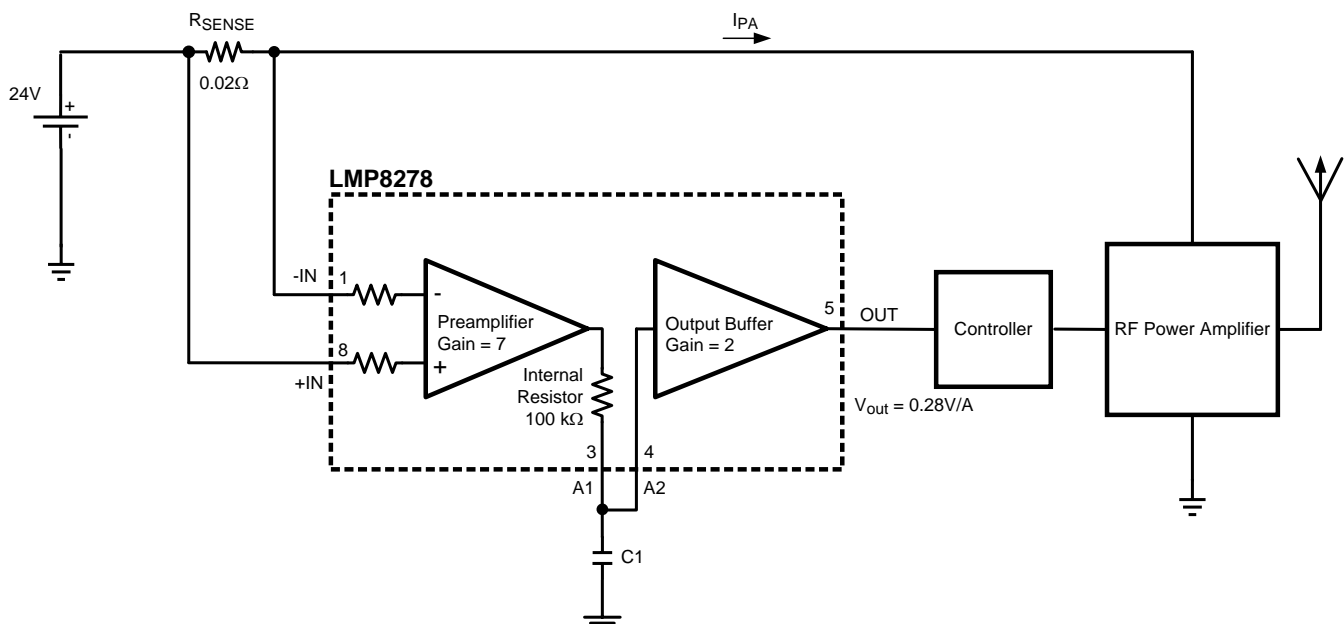 RSENSE
0.02Ω
IPA
24V
+
-
LMP8278
-IN
1
-
Preamplifier
Gain = 7
8
+
+IN
Internal
Resistor
100 kΩ
Output Buffer
Gain = 2
5
OUT
Controller
RF Power Amplifier
Vout = 0.28V/A
3
4
A1
A2
C1